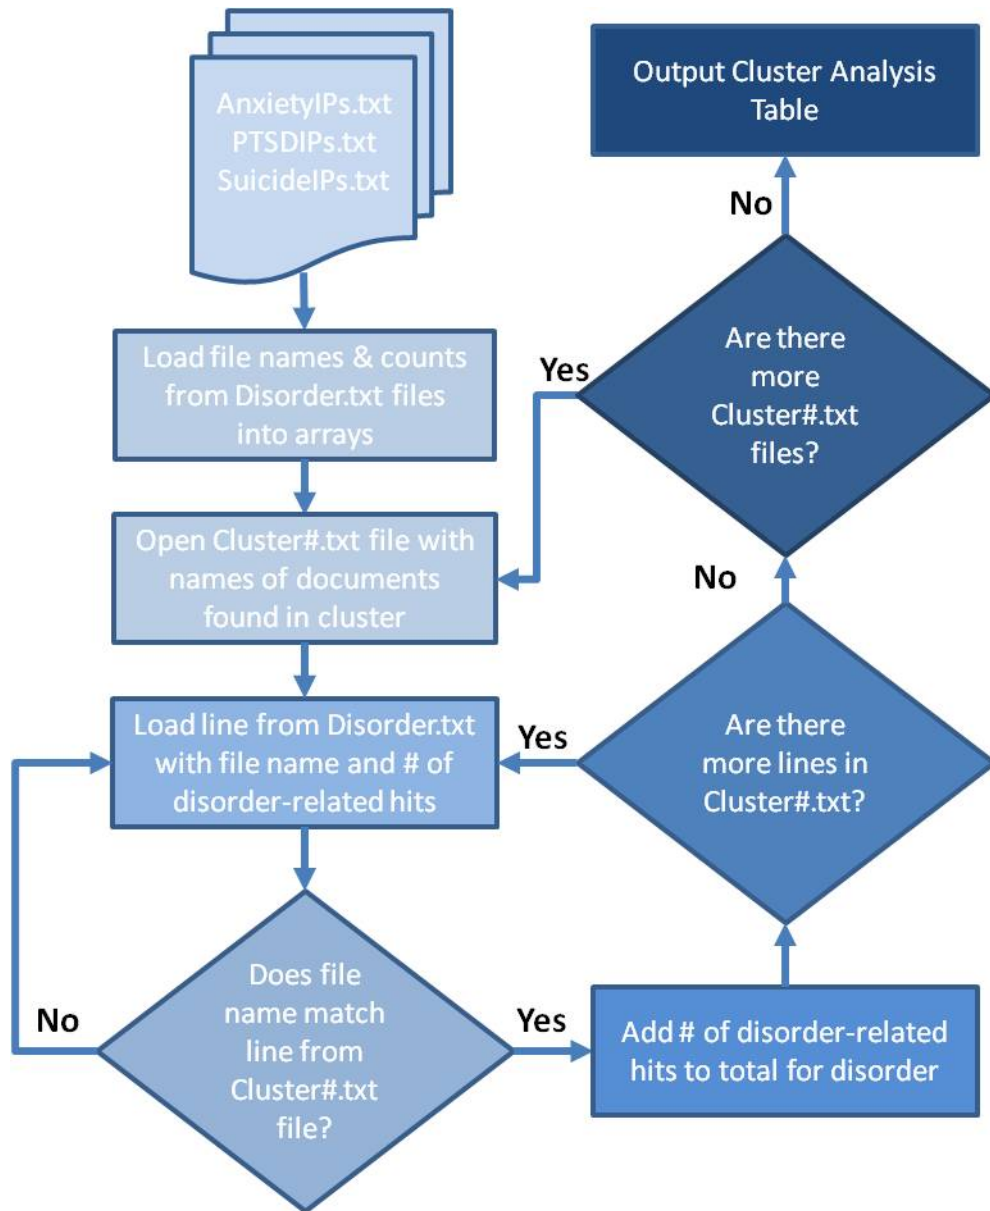 AnxietyIPs.txt
PTSDIPs.txt
SuicideIPs.txt
Load file names & counts
from Disorder.txt files
into arrays
Open Cluster#.txt file with
names of documents
found in cluster
Load line from Disorder.txt
with file name and # of
disorder-related hits
Does file
name match
line from
Cluster#.txt
file?
No
Yes
Add # of disorder-related
hits to total for disorder
Are there
more lines in
Cluster#.txt?
Yes
No
Are there
more
Cluster#.txt
files?
Yes
No
Output Cluster Analysis
Table